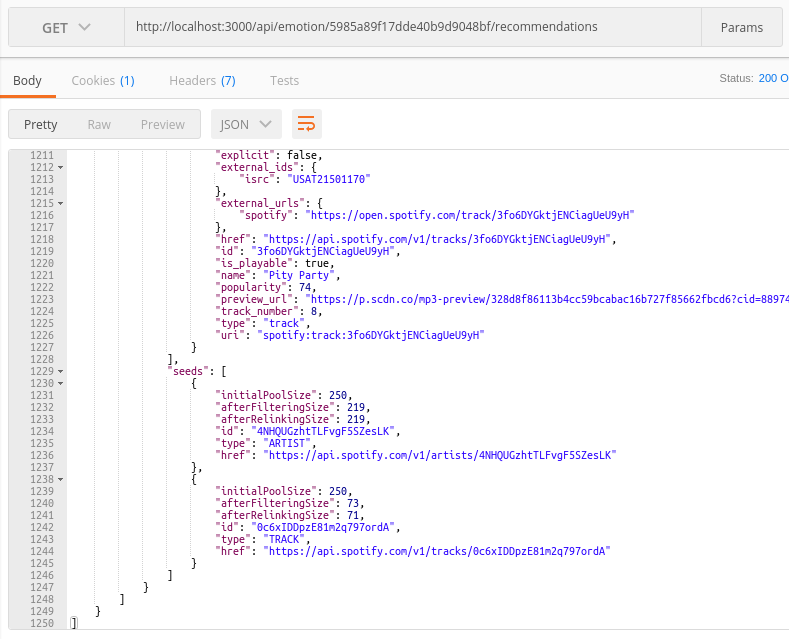 GET http://localhost:3000/api/emotion/5985a89f17dde40b9d9048bf/recommendations Params
Body Cookies (1) Headers (7) Tests Status: 200 O
Pretty Raw Preview JSON
1211 "explicit": false,
1212 "external_ids": {
1213 "isrc": "USAT21501170"
1214 },
1215 "external_urls": {
1216 "spotify": "https://open.spotify.com/track/3fo6DYGktjENCiagUeU9yH"
1217 },
1218 "href": "https://api.spotify.com/v1/tracks/3fo6DYGktjENCiagUeU9yH",
1219 "id": "3fo6DYGktjENCiagUeU9yH",
1220 "is_playable": true,
1221 "name": "Pity Party",
1222 "popularity": 74,
1223 "preview_url": "https://p.scdn.co/mp3-preview/328d8f86113b4cc59bcabac16b727f85662fbcd6?cid=88974
1224 "track_number": 8,
1225 "type": "track",
1226 "uri": "spotify:track:3fo6DYGktjENCiagUeU9yH"
1227 }
1228 ],
1229 "seeds": [
1230 {
1231 "initialPoolSize": 250,
1232 "afterFilteringSize": 219,
1233 "afterRelinkingSize": 219,
1234 "id": "4NHQUGzhtTLFvgF5SZesLK",
1235 "type": "ARTIST",
1236 "href": "https://api.spotify.com/v1/artists/4NHQUGzhtTLFvgF5SZesLK"
1237 },
1238 {
1239 "initialPoolSize": 250,
1240 "afterFilteringSize": 73,
1241 "afterRelinkingSize": 71,
1242 "id": "0c6xIDDpzE81m2q797ordA",
1243 "type": "TRACK",
1244 "href": "https://api.spotify.com/v1/tracks/0c6xIDDpzE81m2q797ordA"
1245 }
1246 ]
1247 }
1248 ]
1249 }
1250 ]